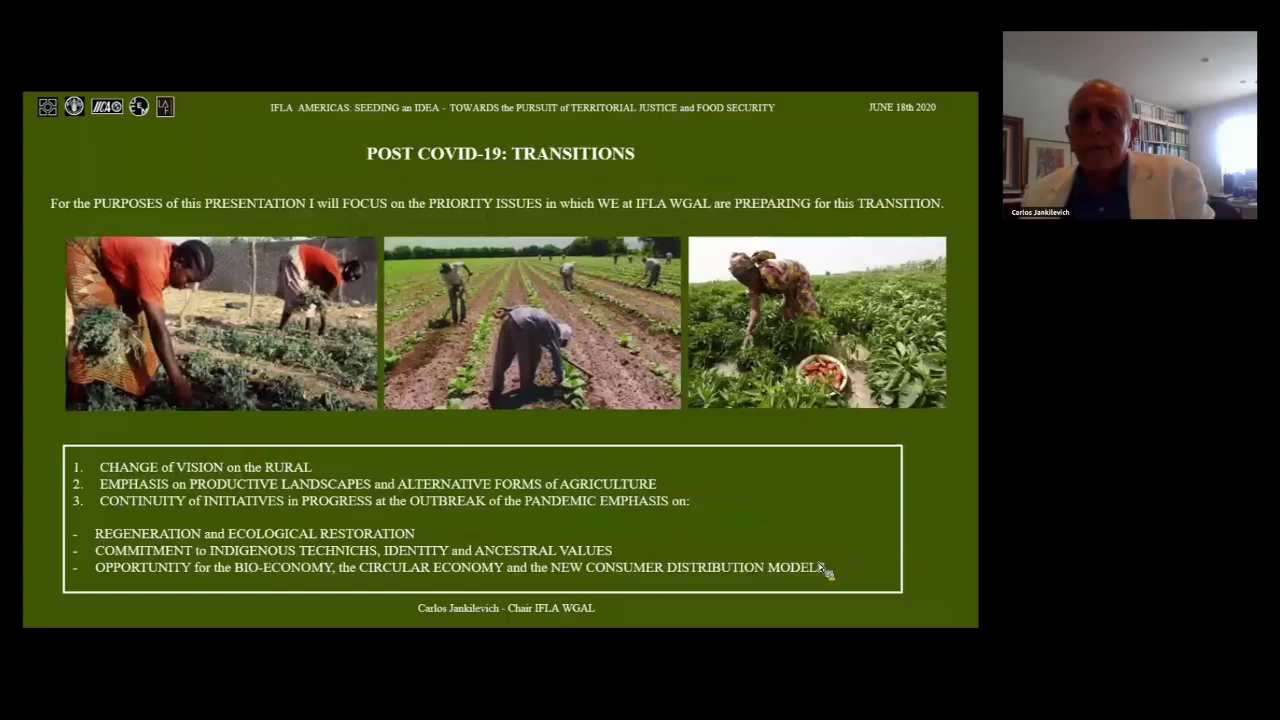 IICA
IFLA AMERICAS: SEEDING an IDEA - TOWARDS the PURSUIT of TERRITORIAL JUSTICE and FOOD SECURITY
JUNE 18th 2020
POST COVID-19: TRANSITIONS
For the PURPOSES of this PRESENTATION I will FOCUS on the PRIORITY ISSUES in which WE at IFLA WGAL are PREPARING for this TRANSITION.
1. CHANGE of VISION on the RURAL
2. EMPHASIS on PRODUCTIVE LANDSCAPES and ALTERNATIVE FORMS of AGRICULTURE
3. CONTINUITY of INITIATIVES in PROGRESS at the OUTBREAK of the PANDEMIC EMPHASIS on:
- REGENERATION and ECOLOGICAL RESTORATION
- COMMITMENT to INDIGENOUS TECHNICHS, IDENTITY and ANCESTRAL VALUES
- OPPORTUNITY for the BIO-ECONOMY, the CIRCULAR ECONOMY and the NEW CONSUMER DISTRIBUTION MODELS
Carlos Jankilevich - Chair IFLA WGAL
Carlos Jankilevich